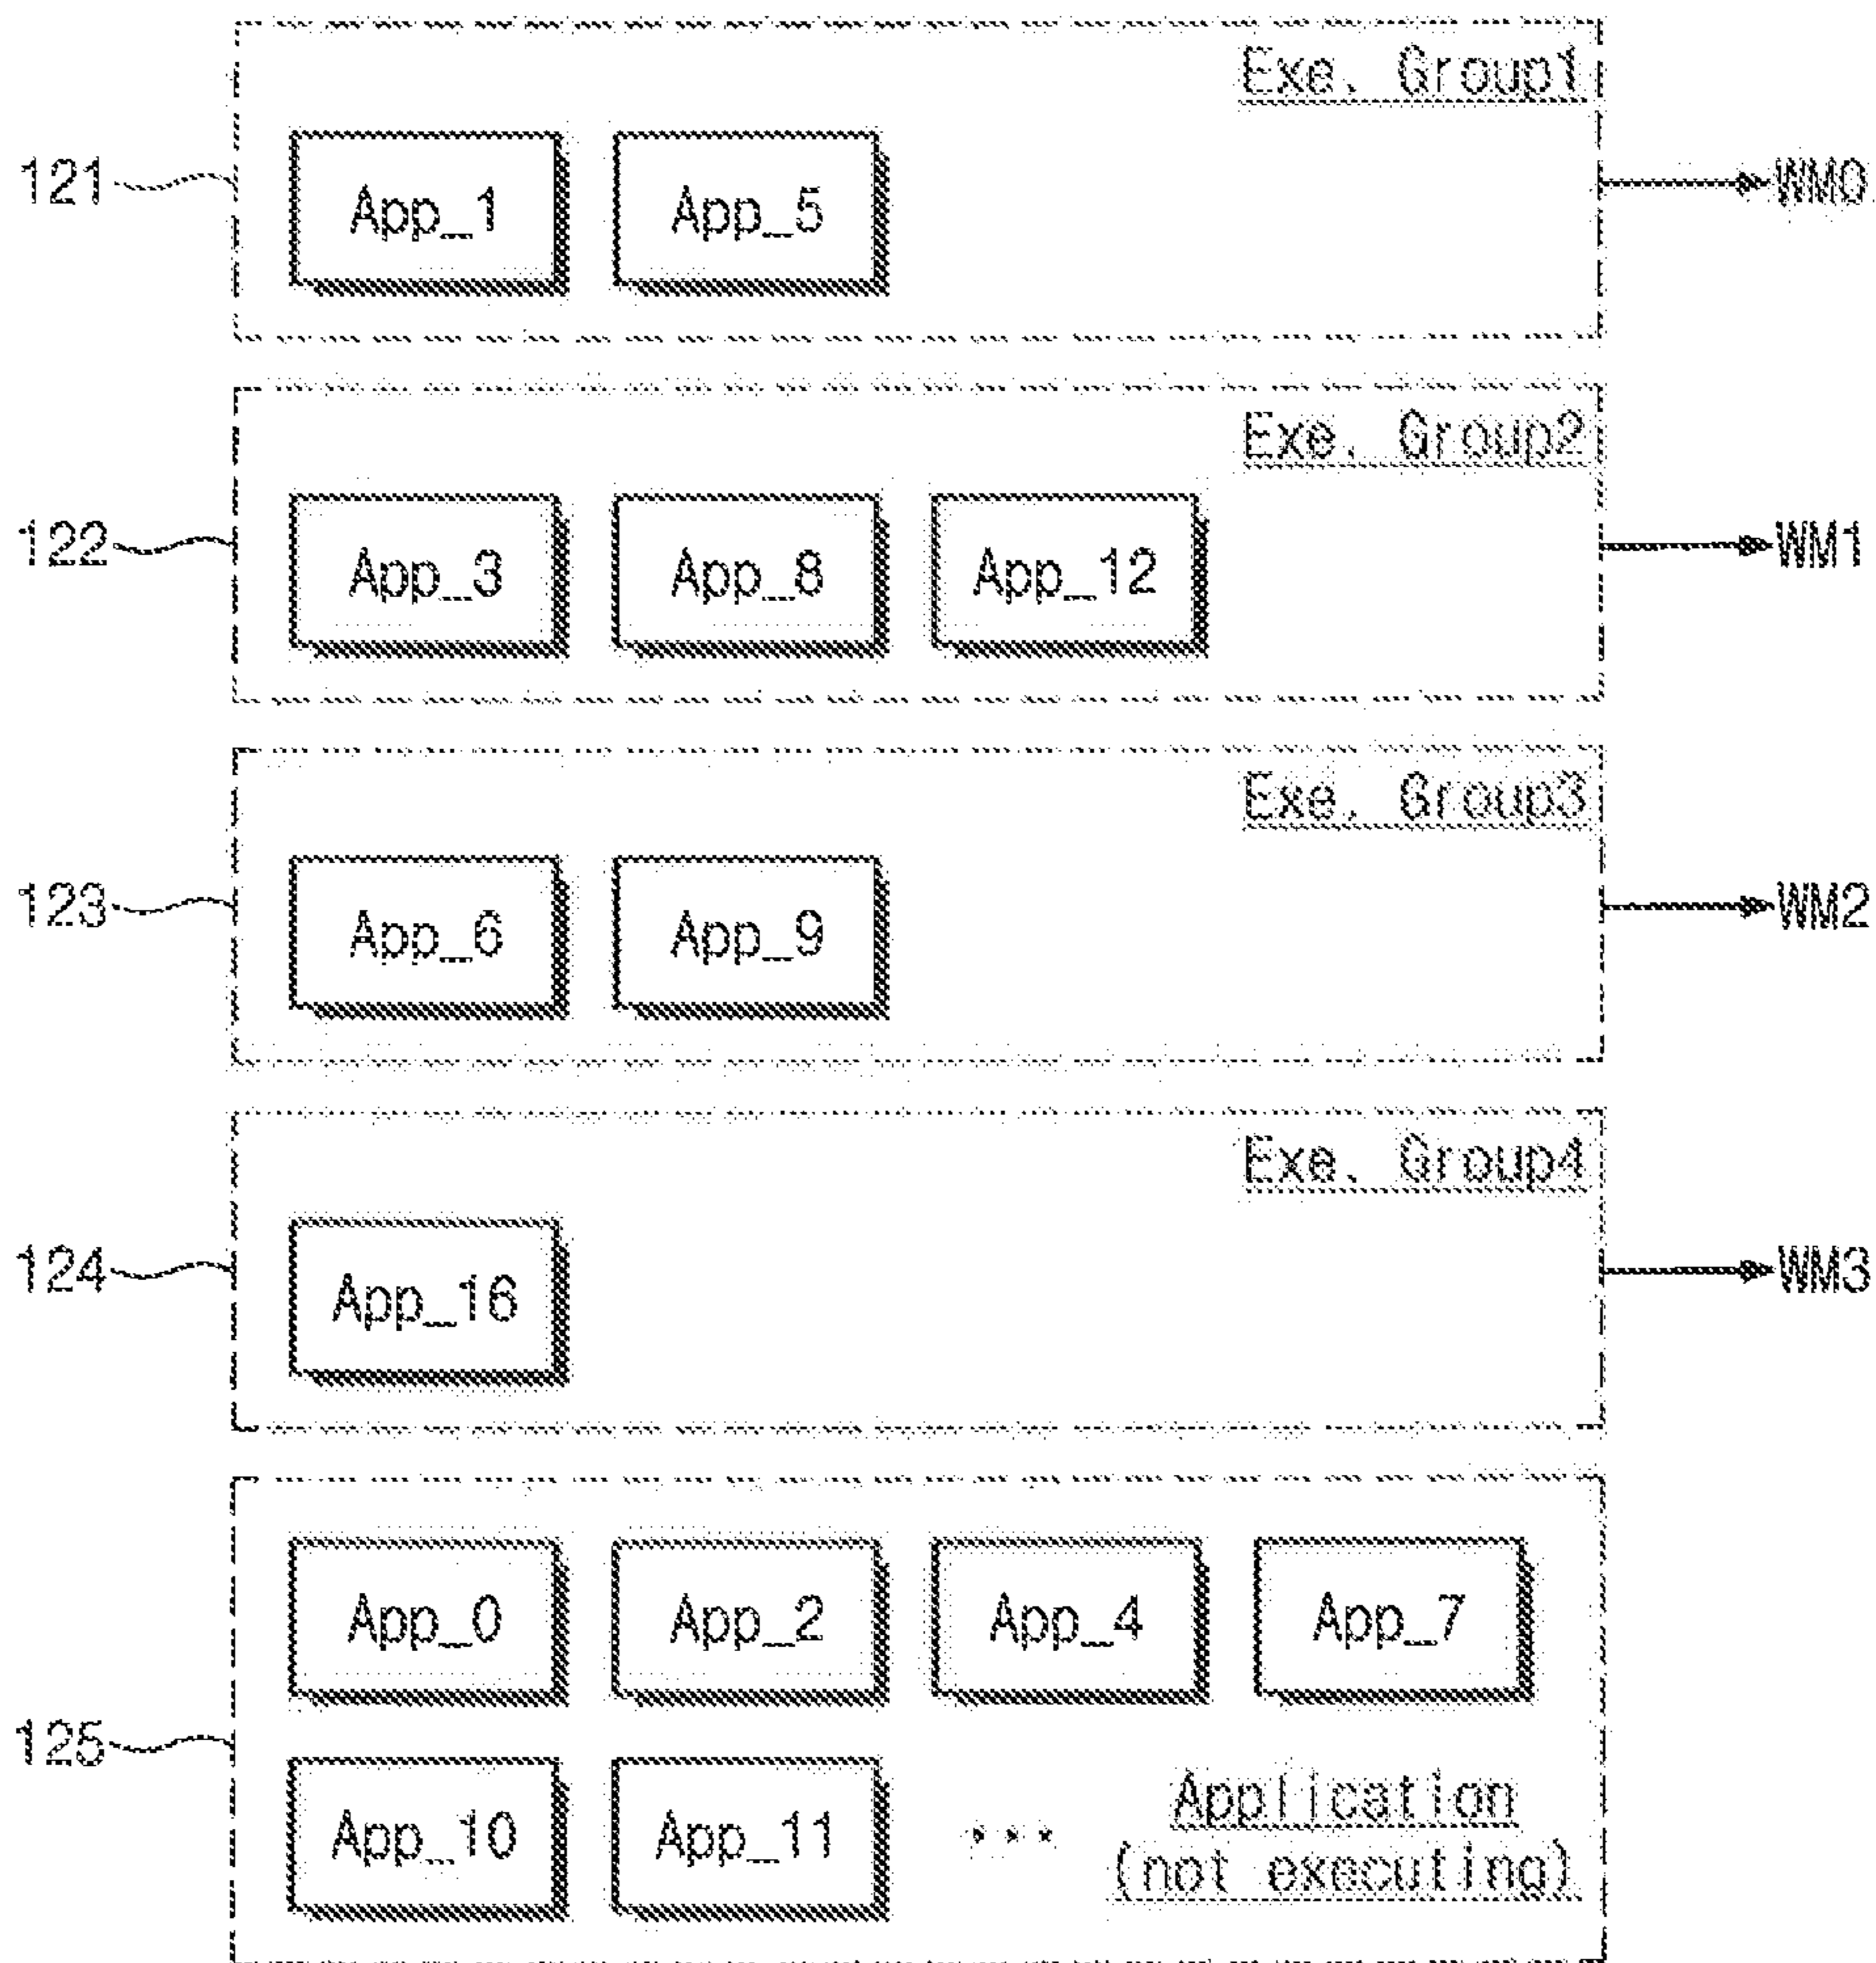 Exe. Group1
121
App_1 App_5
WM0
Exe. Group2
122
App_3 App_8 App_12
WM1
Exe. Group3
123
App_6 App_9
WM2
Exe. Group4
124
App_16
WM3
125
App_0 App_2 App_4 App_7
App_10 App_11 ... Application
(not executing)